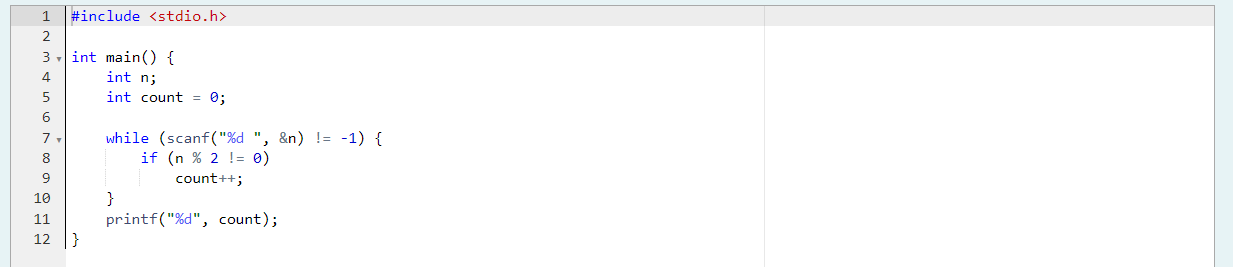 1 #include <stdio.h>
2
3 int main() {
4     int n;
5     int count = 0;
6
7     while (scanf("%d ", &n) != -1) {
8         if (n % 2 != 0)
9             count++;
10     }
11     printf("%d", count);
12 }